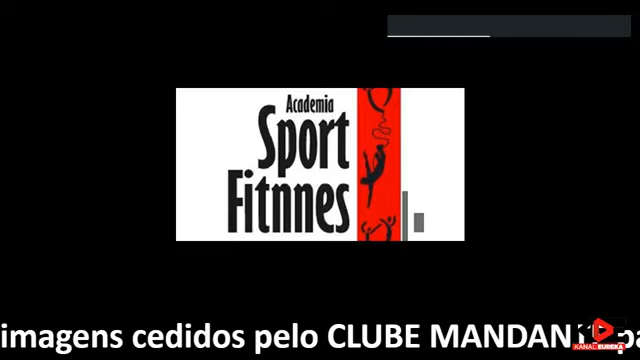 Academia
Sport
Fitnnes
imagens cedidos pelo CLUBE MANDAN
KANAL EUREKA